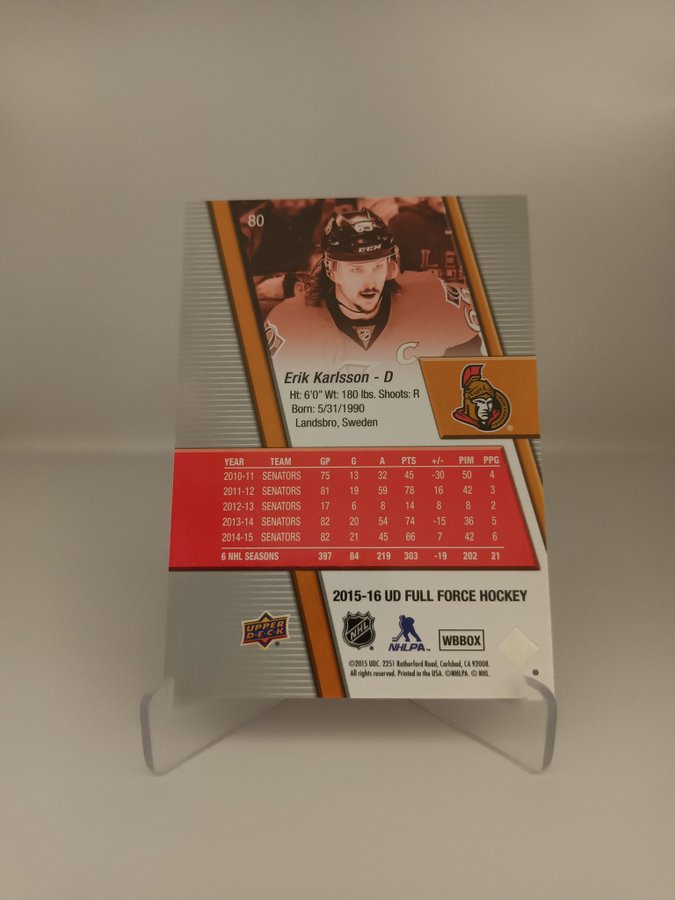 80
65
CCM
C
Erik Karlsson - D
Ht: 6'0" Wt: 180 lbs. Shoots: R
Born: 5/31/1990
Landsbro, Sweden
YEAR TEAM GP G A PTS +/- PIM PPG
2010-11 SENATORS 75 13 32 45 -30 50 4
2011-12 SENATORS 81 19 59 78 16 42 3
2012-13 SENATORS 17 6 8 14 8 8 2
2013-14 SENATORS 82 20 54 74 -15 36 5
2014-15 SENATORS 82 21 45 66 7 42 6
6 NHL SEASONS 397 84 219 303 -19 202 21
2015-16 UD FULL FORCE HOCKEY
UPPER
D•E•C•K
NHL
NHLPA™
WBBOX
©2015 UDC. 2251 Rutherford Road, Carlsbad, CA 92008.
All rights reserved. Printed in the USA. ©NHLPA. © NHL.